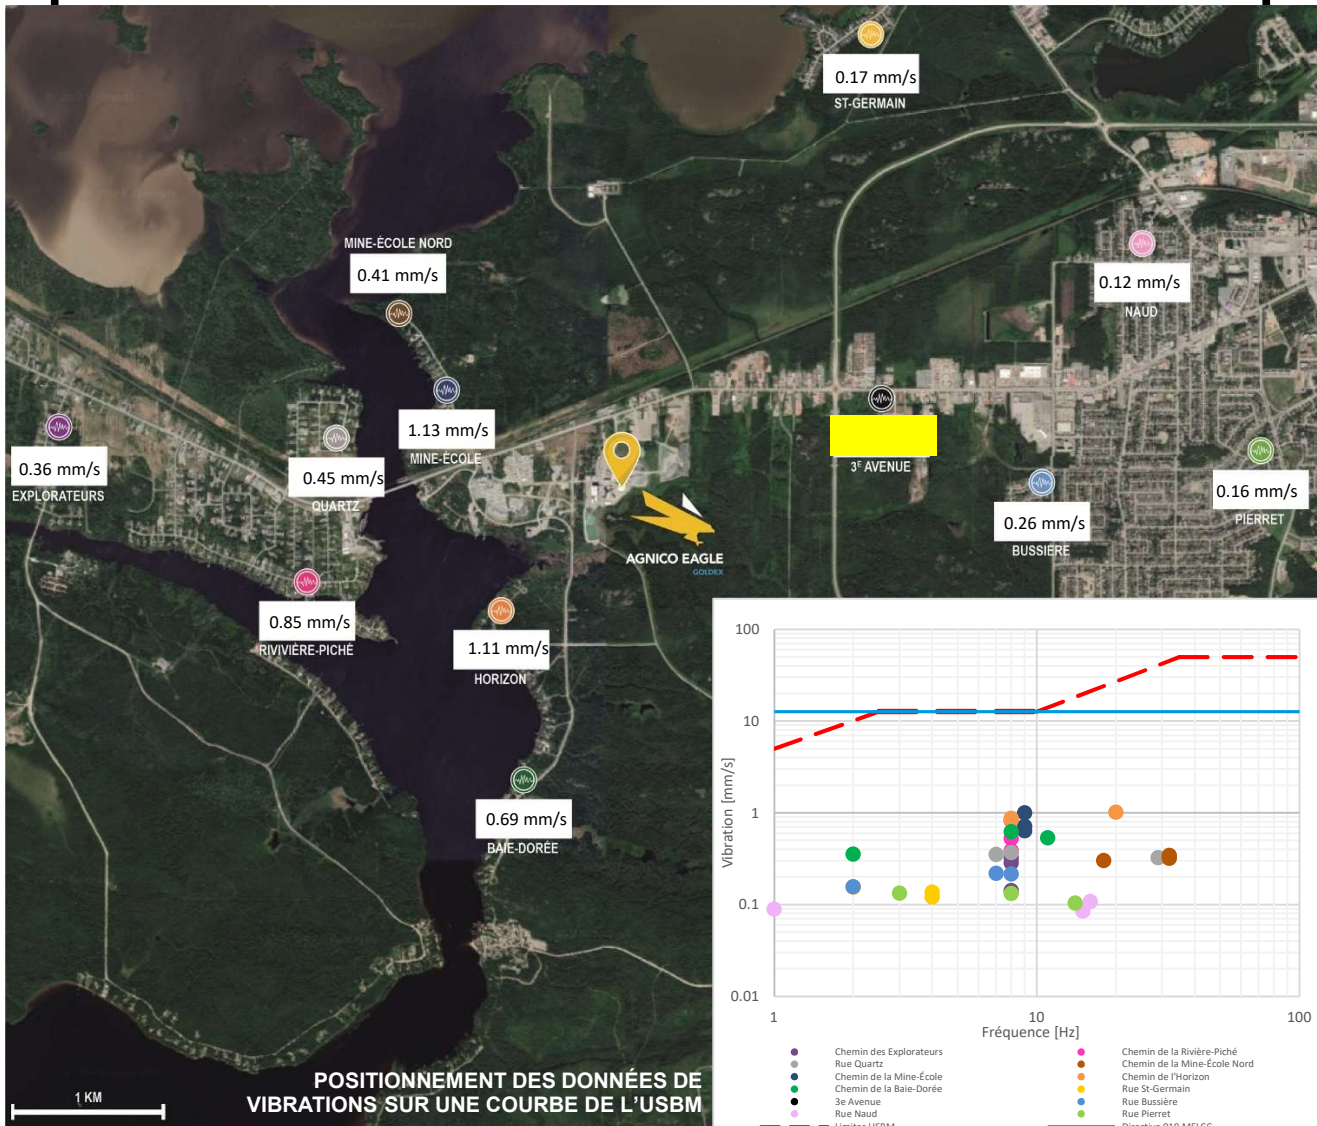 0.17 mm/s
ST-GERMAIN
MINE-ÉCOLE NORD
0.41 mm/s
0.12 mm/s
NAUD
1.13 mm/s
MINE-ÉCOLE
0.36 mm/s
EXPLORATEURS
0.45 mm/s
QUARTZ
3E AVENUE
0.16 mm/s
PIERRET
0.26 mm/s
BUSSIÈRE
AGNICO EAGLE
GOLDEX
0.85 mm/s
RIVIVIÈRE-PICHÉ
1.11 mm/s
HORIZON
0.69 mm/s
BAIE-DORÉE
100
10
1
0.1
0.01
Vibration [mm/s]
1
10
100
Fréquence [Hz]
Chemin des Explorateurs
Chemin de la Rivière-Piché
Rue Quartz
Chemin de la Mine-École Nord
Chemin de la Mine-École
Chemin de l'Horizon
Chemin de la Baie-Dorée
Rue St-Germain
3e Avenue
Rue Bussière
Rue Naud
Rue Pierret
Limites USBM
Directive 019 MELCC
POSITIONNEMENT DES DONNÉES DE
VIBRATIONS SUR UNE COURBE DE L'USBM
1 KM